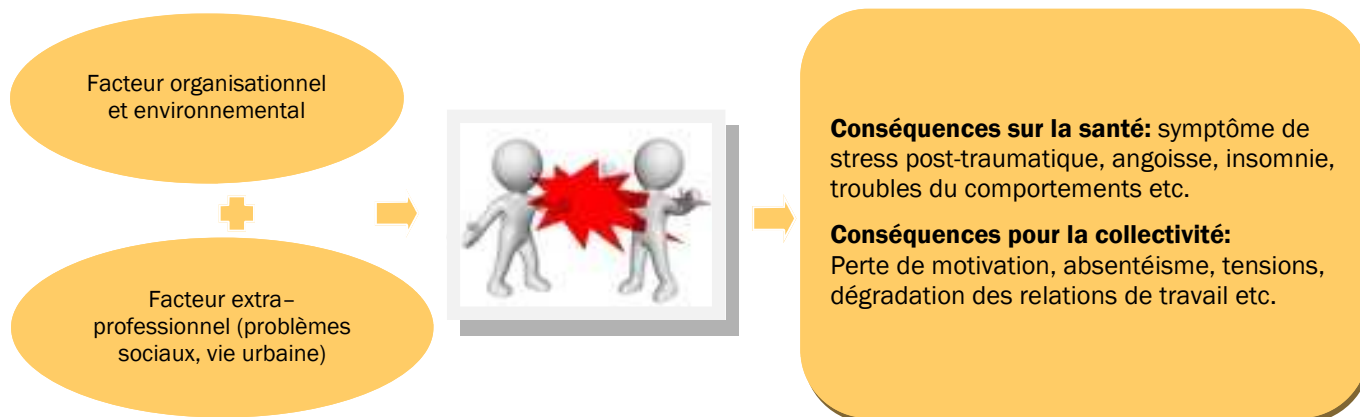 Facteur organisationnel
et environnemental
Facteur extra–
professionnel (problèmes
sociaux, vie urbaine)
Conséquences sur la santé: symptôme de
stress post-traumatique, angoisse, insomnie,
troubles du comportements etc.
Conséquences pour la collectivité:
Perte de motivation, absentéisme, tensions,
dégradation des relations de travail etc.